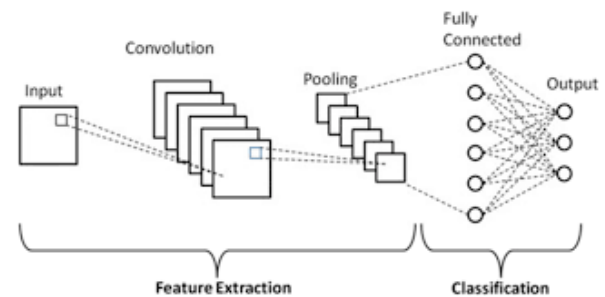 Input
Convolution
Pooling
Fully
Connected
Output
Feature Extraction
Classification